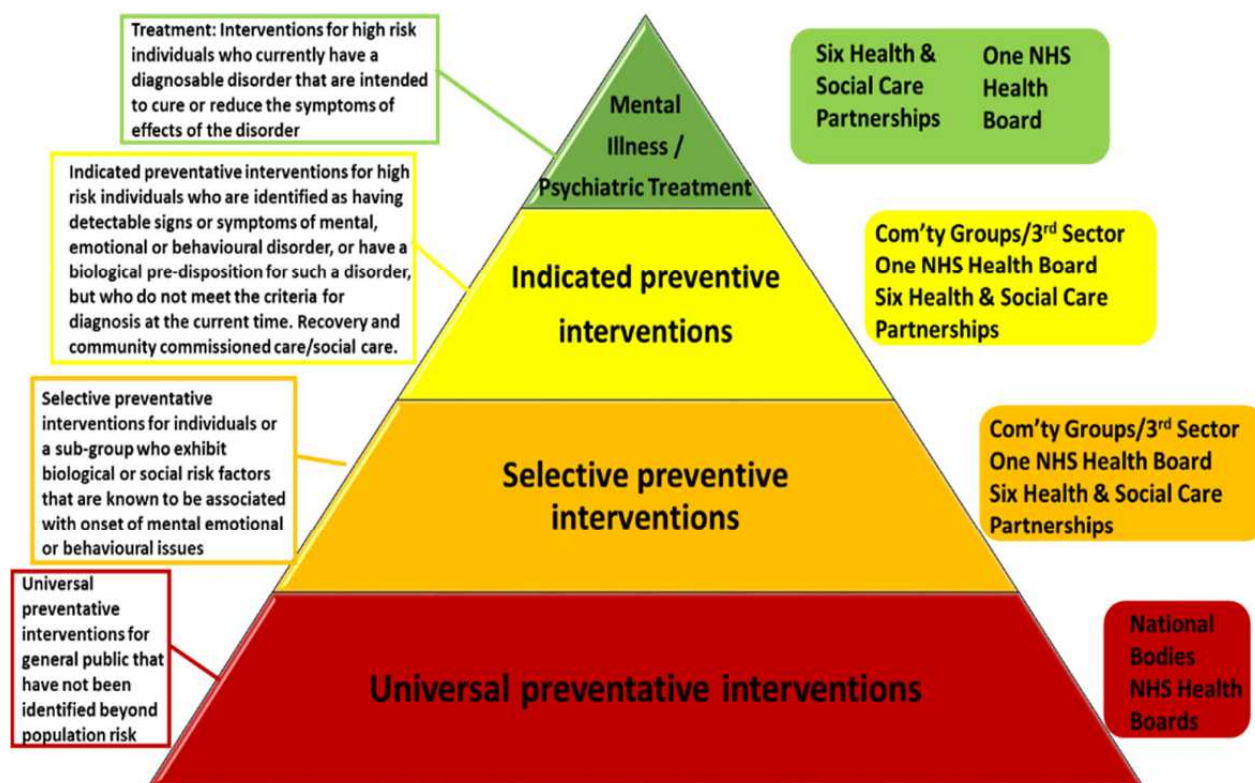 Treatment: Interventions for high risk
individuals who currently have a
diagnosable disorder that are intended
to cure or reduce the symptoms of
effects of the disorder
Mental
Illness /
Psychiatric Treatment
Six Health &
Social Care
Partnerships
One NHS
Health
Board
Indicated preventative interventions for high
risk individuals who are identified as having
detectable signs or symptoms of mental,
emotional or behavioural disorder, or have a
biological pre-disposition for such a disorder,
but who do not meet the criteria for
diagnosis at the current time. Recovery and
community commissioned care/social care.
Indicated preventive
interventions
Com'ty Groups/3rd Sector
One NHS Health Board
Six Health & Social Care
Partnerships
Selective preventative
interventions for individuals or
a sub-group who exhibit
biological or social risk factors
that are known to be associated
with onset of mental emotional
or behavioural issues
Selective preventive
interventions
Com'ty Groups/3rd Sector
One NHS Health Board
Six Health & Social Care
Partnerships
Universal
preventative
interventions for
general public that
have not been
identified beyond
population risk
Universal preventative interventions
National
Bodies
NHS Health
Boards